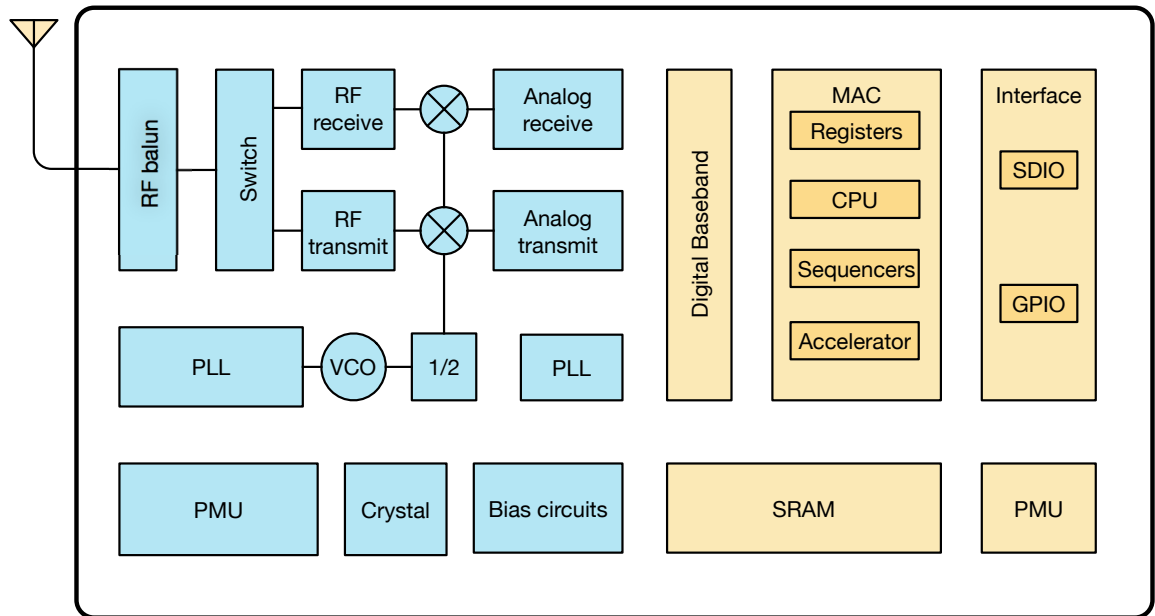 RF balun
Switch
RF
receive
Analog
receive
RF
transmit
Analog
transmit
PLL
VCO
1/2
PLL
PMU
Crystal
Bias circuits
Digital Baseband
MAC
Registers
CPU
Sequencers
Accelerator
Interface
SDIO
GPIO
SRAM
PMU